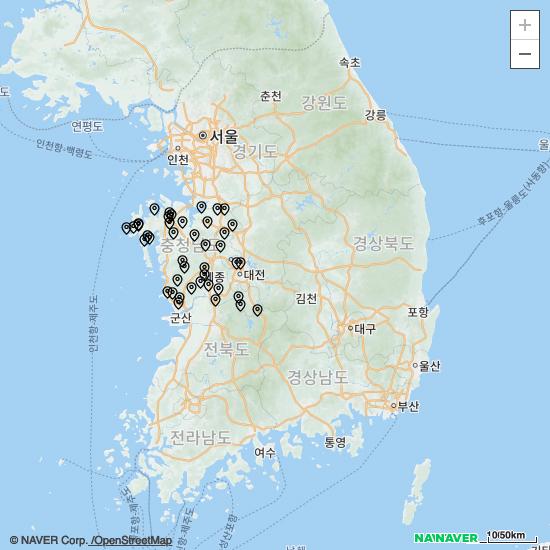 +
−
속초
춘천
강원도
강릉
도
연평도
서울
인천
경기도
인천항-백령도
울
후포항-울릉도(사동항)
충청남도
경상북도
세종
대전
인천항-제주도
김천
포항
군산
대구
전북도
울산
경상남도
부산
전라남도
통영
여수
© NAVER Corp. /OpenStreetMap
NAVER
10/50km